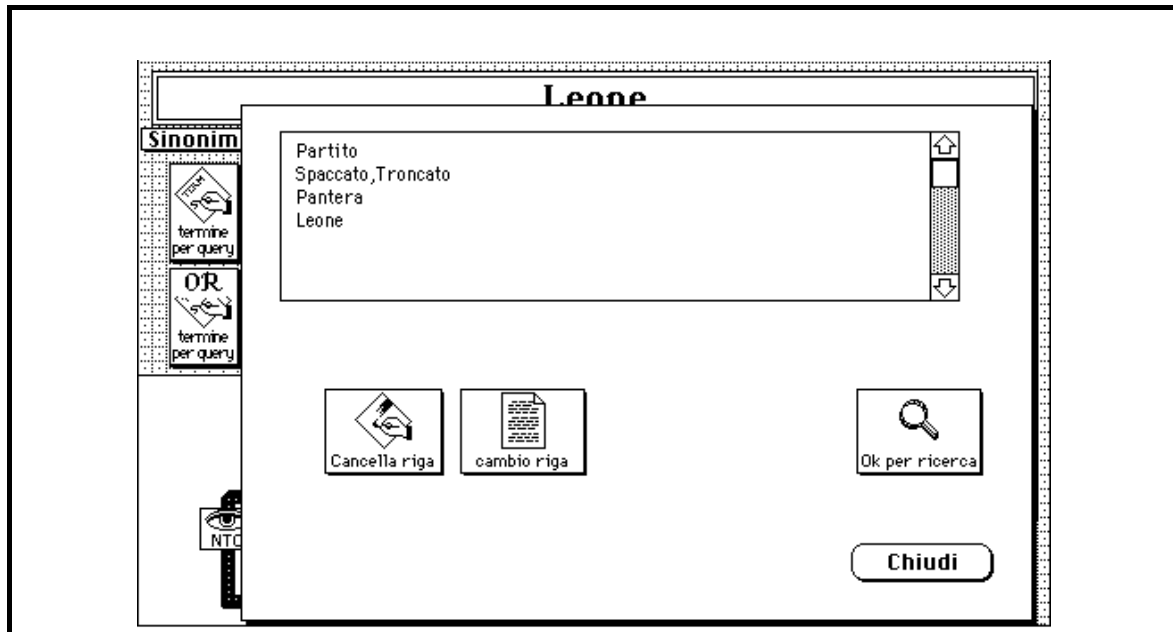 Leone
Sinonim
termine
per query
OR
termine
per query
NTC
Partito
Spaccato,Troncato
Pantera
Leone
Cancella riga
cambio riga
Ok per ricerca
Chiudi